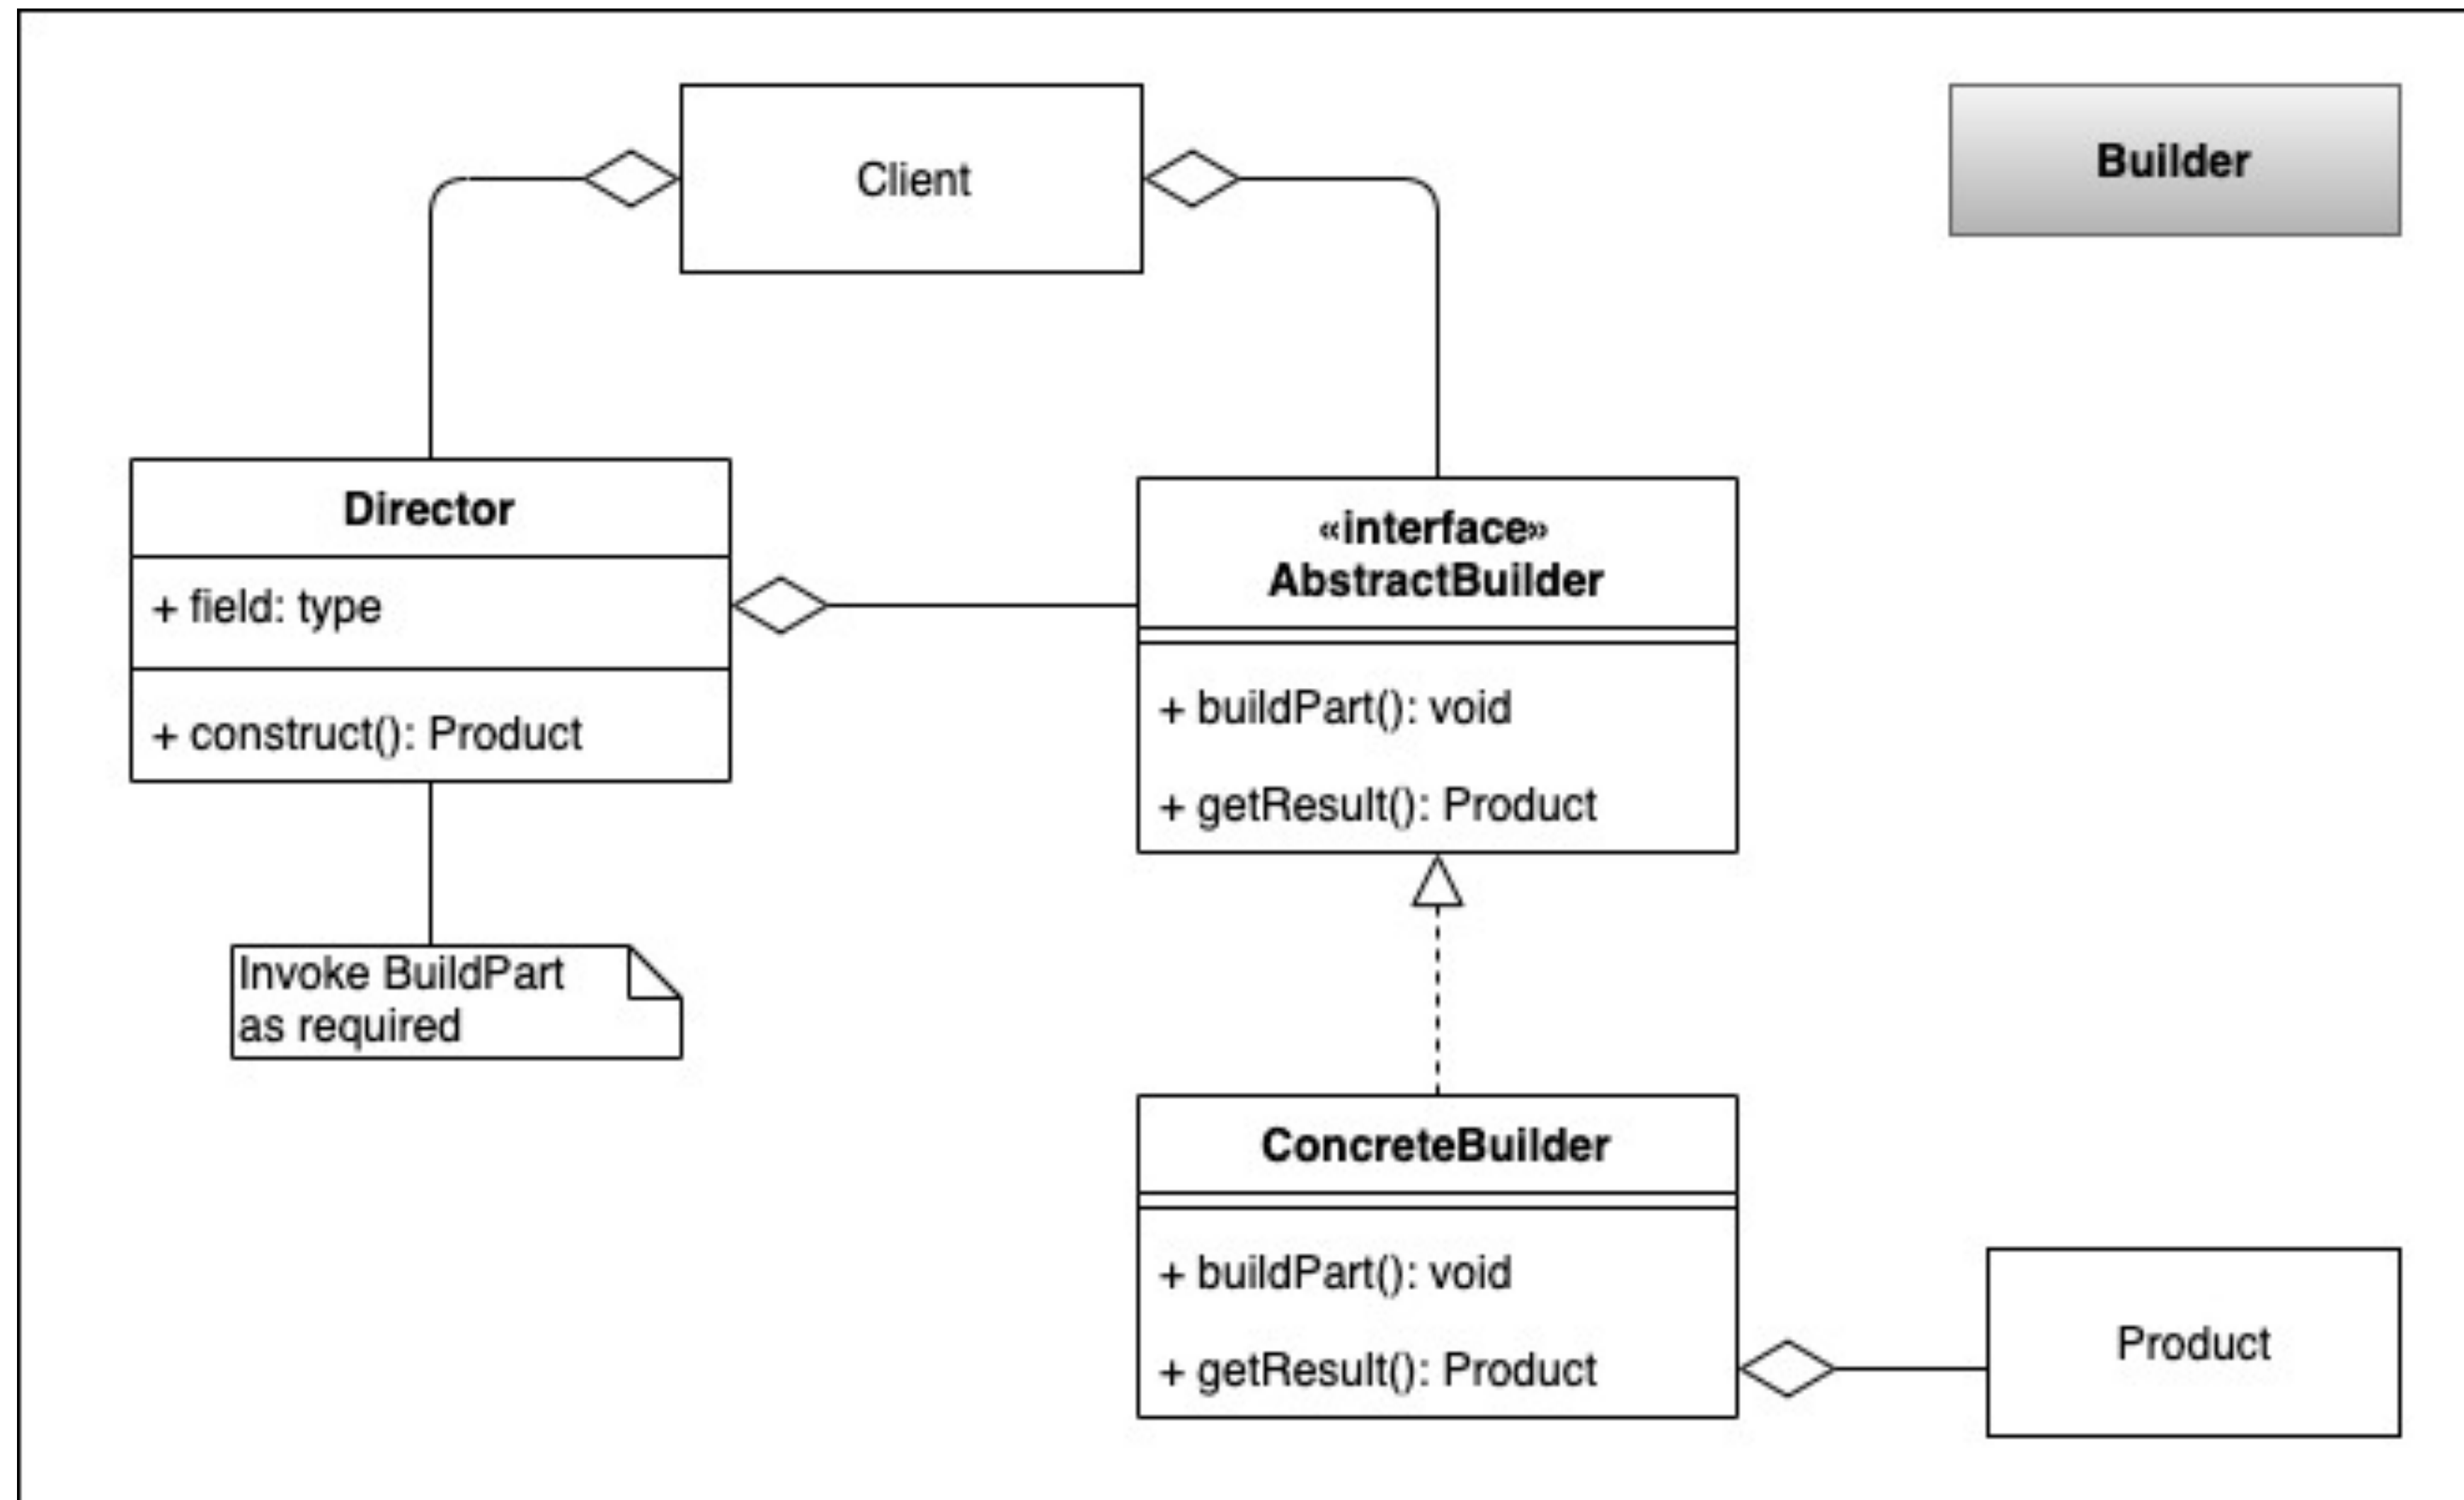 Client
Builder
Director
+ field: type
+ construct(): Product
«interface»
AbstractBuilder
+ buildPart(): void
+ getResult(): Product
Invoke BuildPart
as required
ConcreteBuilder
+ buildPart(): void
+ getResult(): Product
Product